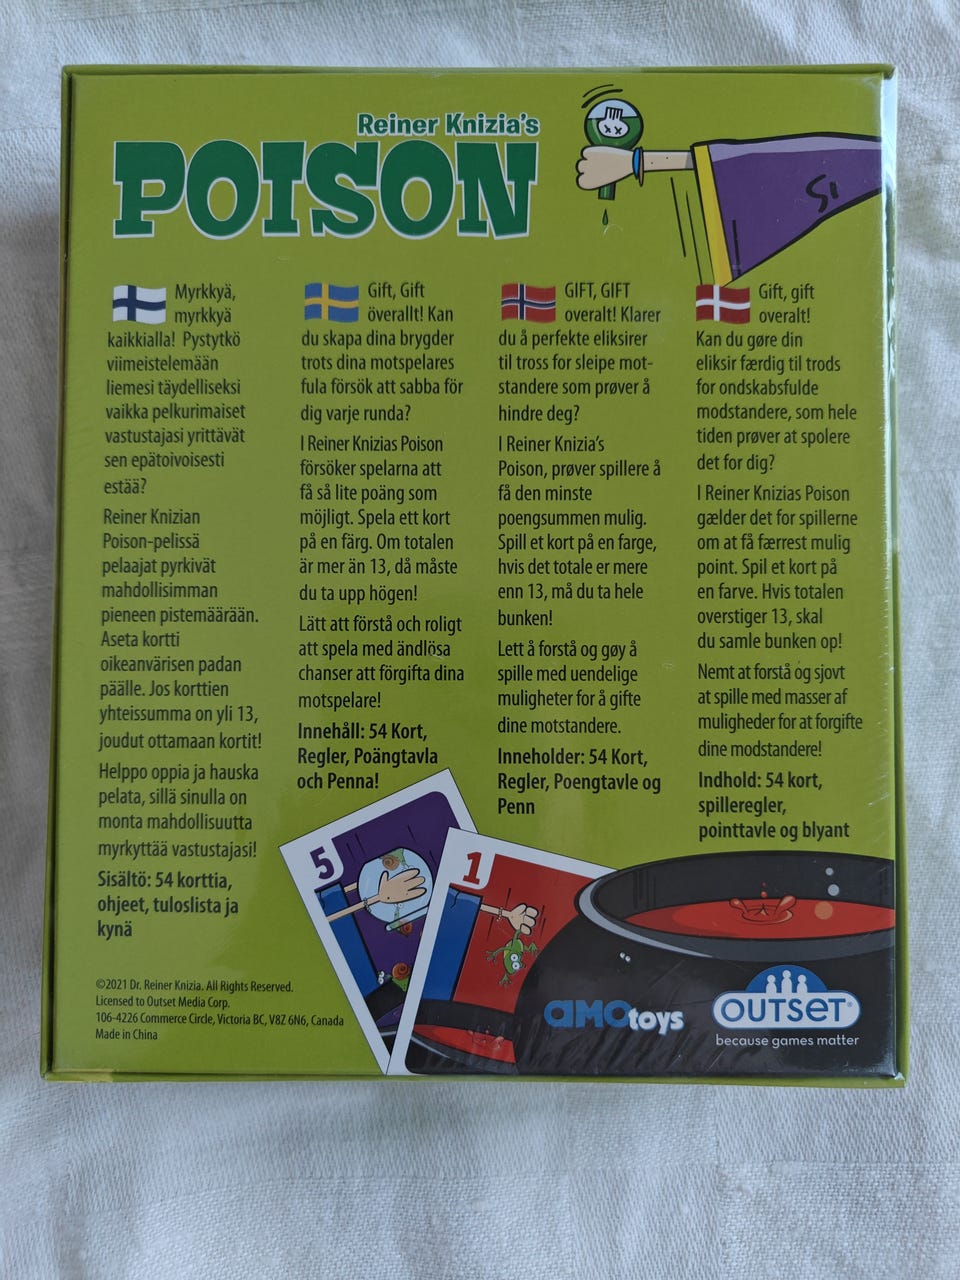 Reiner Knizia's
POISON
Myrkkyä,
myrkkyä
kaikkialla! Pystytkö
viimeistelemään
liemesi täydelliseksi
vaikka pelkurimaiset
vastustajasi yrittävät
sen epätoivoisesti
estää?
Reiner Knizian
Poison-pelissä
pelaajat pyrkivät
mahdollisimman
pieneen pistemäärään.
Aseta kortti
oikeanvärisen padan
päälle. Jos korttien
yhteissumma on yli 13,
joudut ottamaan kortit!
Helppo oppia ja hauska
pelata, sillä sinulla on
monta mahdollisuutta
myrkyttää vastustajasi!
Sisältö: 54 korttia,
ohjeet, tuloslista ja
kynä
Gift, Gift
överallt! Kan
du skapa dina brygder
trots dina motspelares
fula försök att sabba för
dig varje runda?
I Reiner Knizias Poison
försöker spelarna att
få så lite poäng som
möjligt. Spela ett kort
på en färg. Om totalen
är mer än 13, då måste
du ta upp högen!
Lätt att förstå och roligt
att spela med ändlösa
chanser att förgifta dina
motspelare!
Innehåll: 54 Kort,
Regler, Poängtavla
och Penna!
GIFT, GIFT
overalt! Klarer
du å perfekte eliksirer
til tross for sleipe mot-
standere som prøver å
hindre deg?
I Reiner Knizia's
Poison, prøver spillere å
få den minste
poengsummen mulig.
Spill et kort på en farge,
hvis det totale er mere
enn 13, må du ta hele
bunken!
Lett å forstå og gøy å
spille med uendelige
muligheter for å gifte
dine motstandere.
Inneholder: 54 Kort,
Regler, Poengtavle og
Penn
Gift, gift
overalt!
Kan du gøre din
eliksir færdig til trods
for ondskabsfulde
modstandere, som hele
tiden prøver at spolere
det for dig?
I Reiner Knizias Poison
gælder det for spillerne
om at få færrest mulig
point. Spil et kort på
en farve. Hvis totalen
overstiger 13, skal
du samle bunken op!
Nemt at forstå og sjovt
at spille med masser af
muligheder for at forgifte
dine modstandere!
Indhold: 54 kort,
spilleregler,
pointtavle og blyant
5
1
©2021 Dr. Reiner Knizia. All Rights Reserved.
Licensed to Outset Media Corp.
106-4226 Commerce Circle, Victoria BC, V8Z 6N6, Canada
Made in China
amotoys
OUTSET®
because games matter